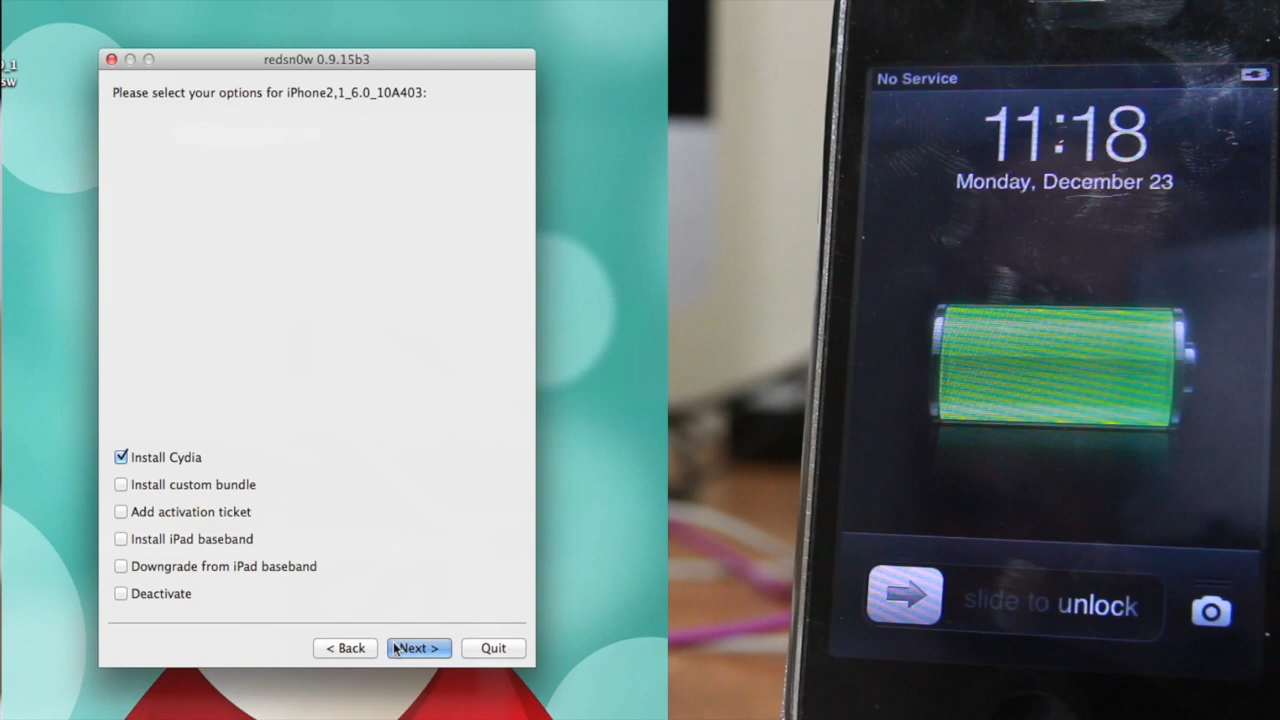 0_1
sw
redsn0w 0.9.15b3
Please select your options for iPhone2,1_6.0_10A403:
Install Cydia
Install custom bundle
Add activation ticket
Install iPad baseband
Downgrade from iPad baseband
Deactivate
< Back
Next >
Quit
No Service
11:18
Monday, December 23
slide to unlock